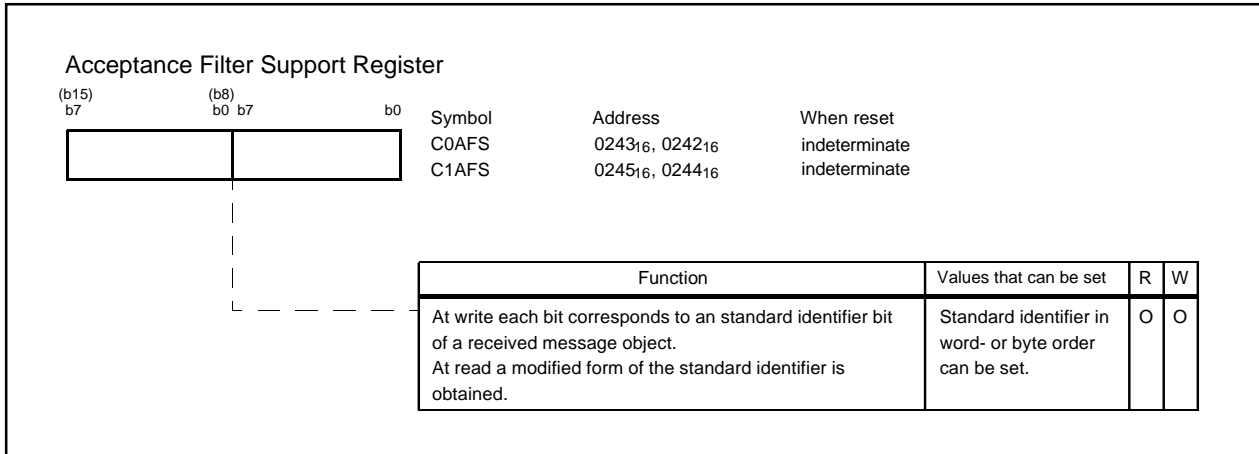 Acceptance Filter Support Register
(b15) (b8)
b7 b0 b7 b0
Symbol Address When reset
C0AFS 0243₁₆, 0242₁₆ indeterminate
C1AFS 0245₁₆, 0244₁₆ indeterminate
Function Values that can be set R W
At write each bit corresponds to an standard identifier bit Standard identifier in O O
of a received message object. word- or byte order
At read a modified form of the standard identifier is can be set.
obtained.